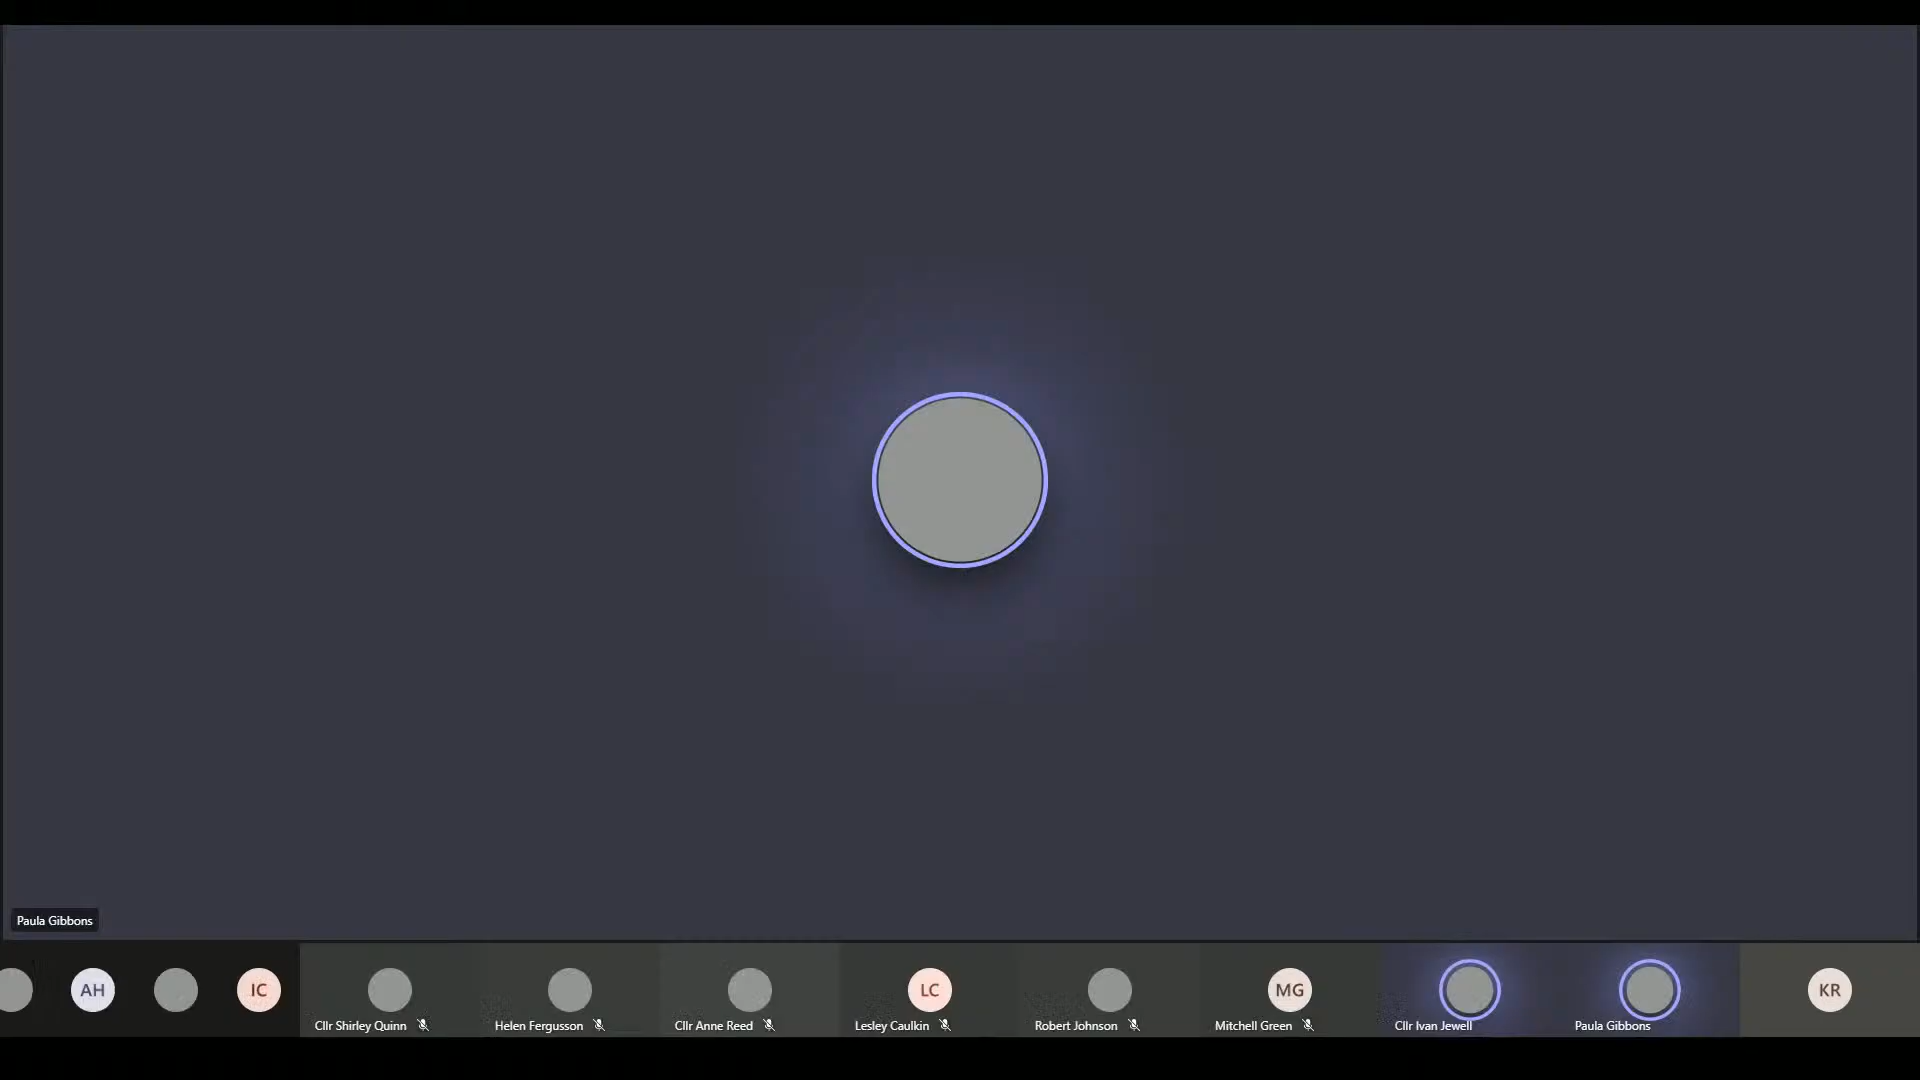 Paula Gibbons
AH
IC
LC
MG
KR
Cllr Shirley Quinn
Helen Fergusson
Cllr Anne Reed
Lesley Caulkin
Robert Johnson
Mitchell Green
Cllr Ivan Jewell
Paula Gibbons